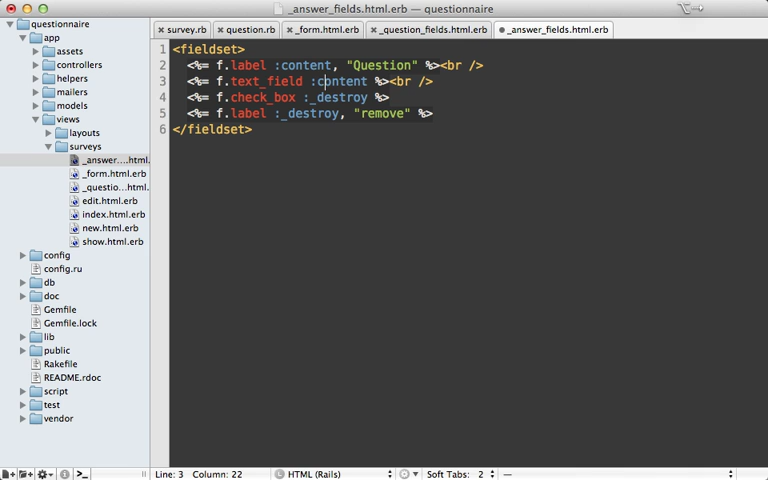 _answer_fields.html.erb — questionnaire
survey.rb
question.rb
_form.html.erb
_question_fields.html.erb
_answer_fields.html.erb
questionnaire
app
assets
controllers
helpers
mailers
models
views
layouts
surveys
_answer....html.
_form.html.erb
_questio...html.
edit.html.erb
index.html.erb
new.html.erb
show.html.erb
config
config.ru
db
doc
Gemfile
Gemfile.lock
lib
public
Rakefile
README.rdoc
script
test
vendor
1 <fieldset>
2 <%= f.label :content, "Question" %><br />
3 <%= f.text_field :content %><br />
4 <%= f.check_box :_destroy %>
5 <%= f.label :_destroy, "remove" %>
6 </fieldset>
Line: 3 Column: 22
HTML (Rails)
Soft Tabs: 2
—